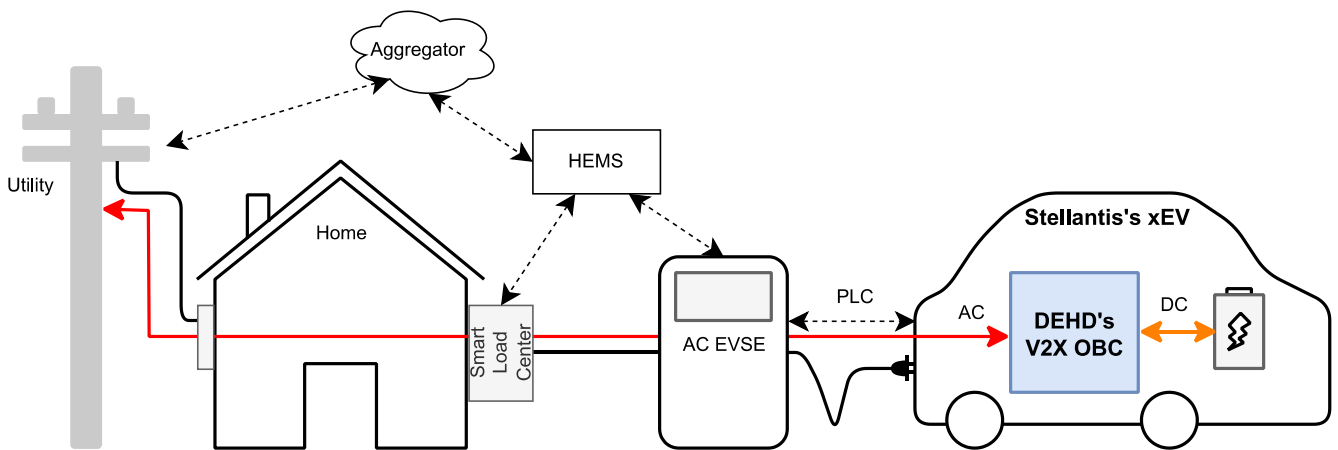 Aggregator
HEMS
Utility
Home
Stellantis's xEV
PLC
AC
DC
DEHD's
V2X OBC
AC EVSE
Smart
Load
Center